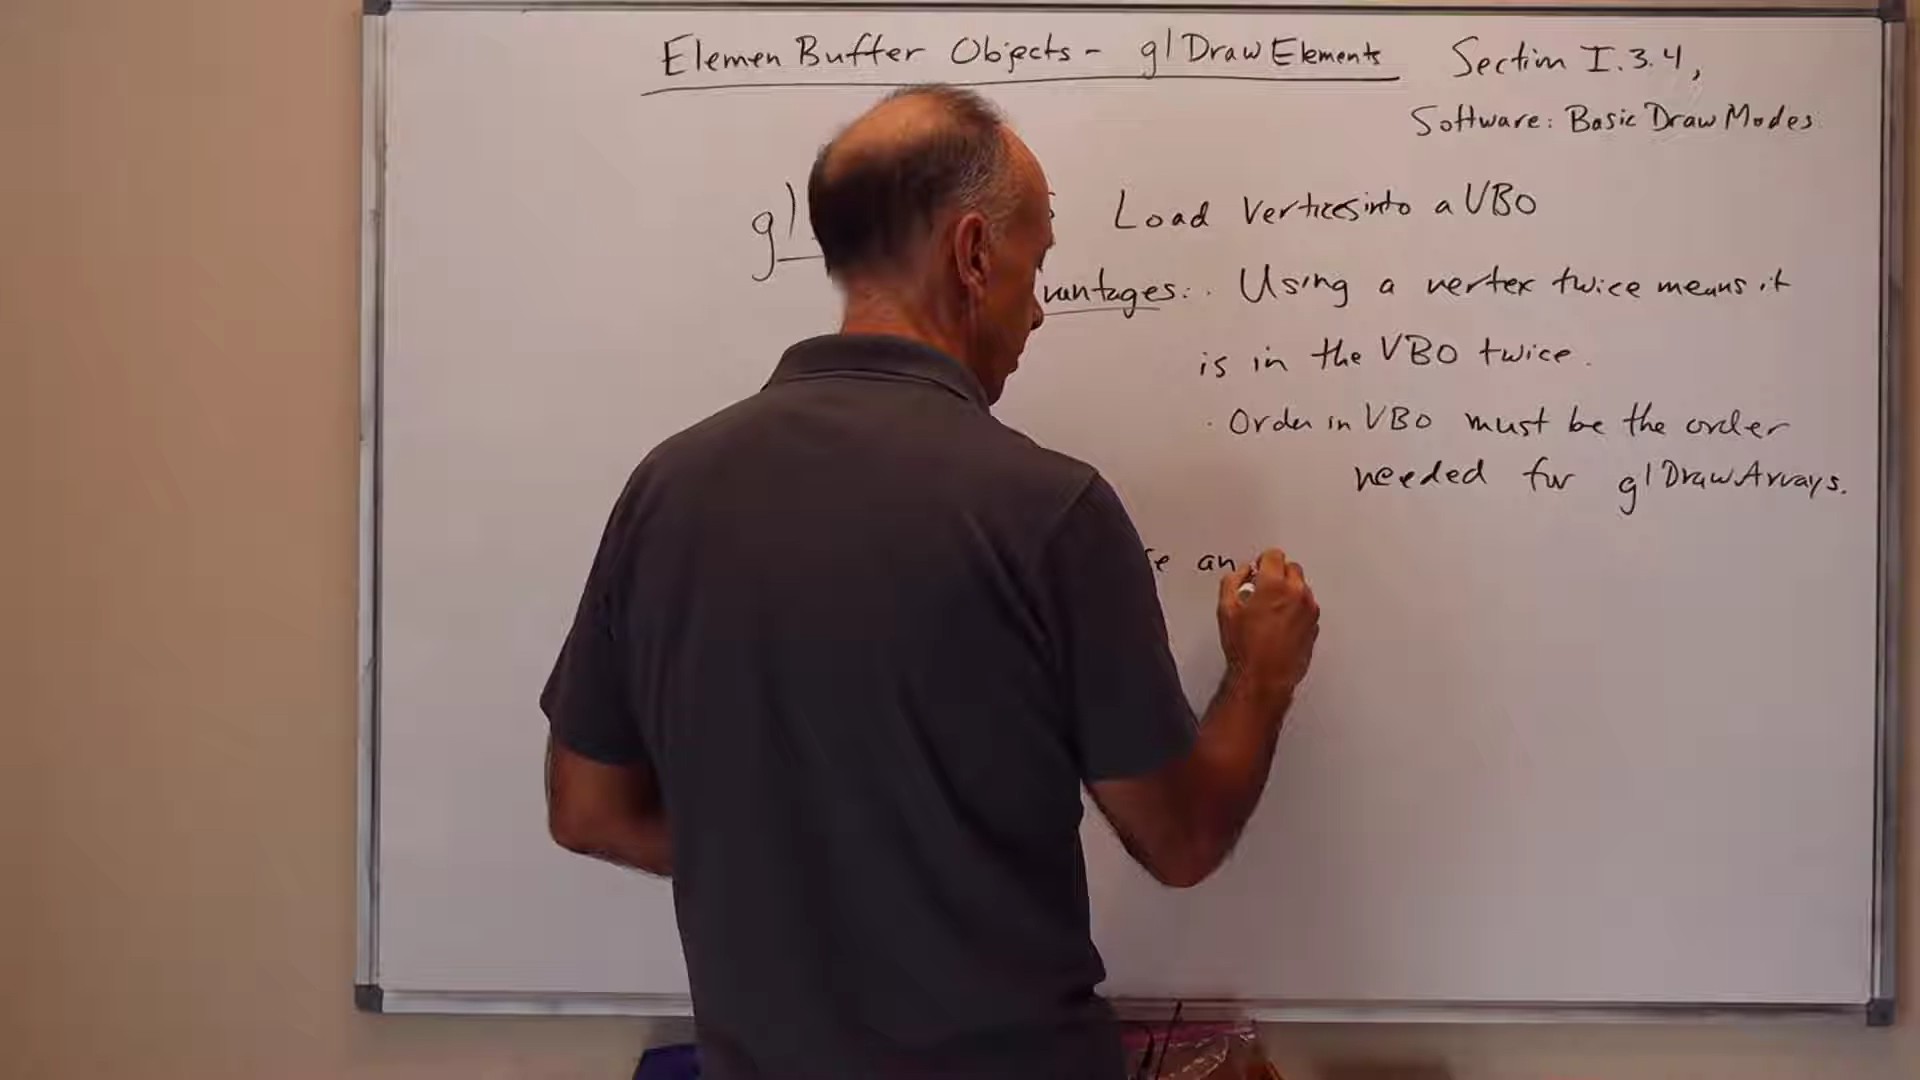 Elemen Buffer Objects - glDrawElements
Section I.3.4,
Software: Basic Draw Modes
gl
Load Vertices into a VBO
vantages: · Using a vertex twice means it
is in the VBO twice.
· Order in VBO must be the order
needed for glDrawArrays.
an